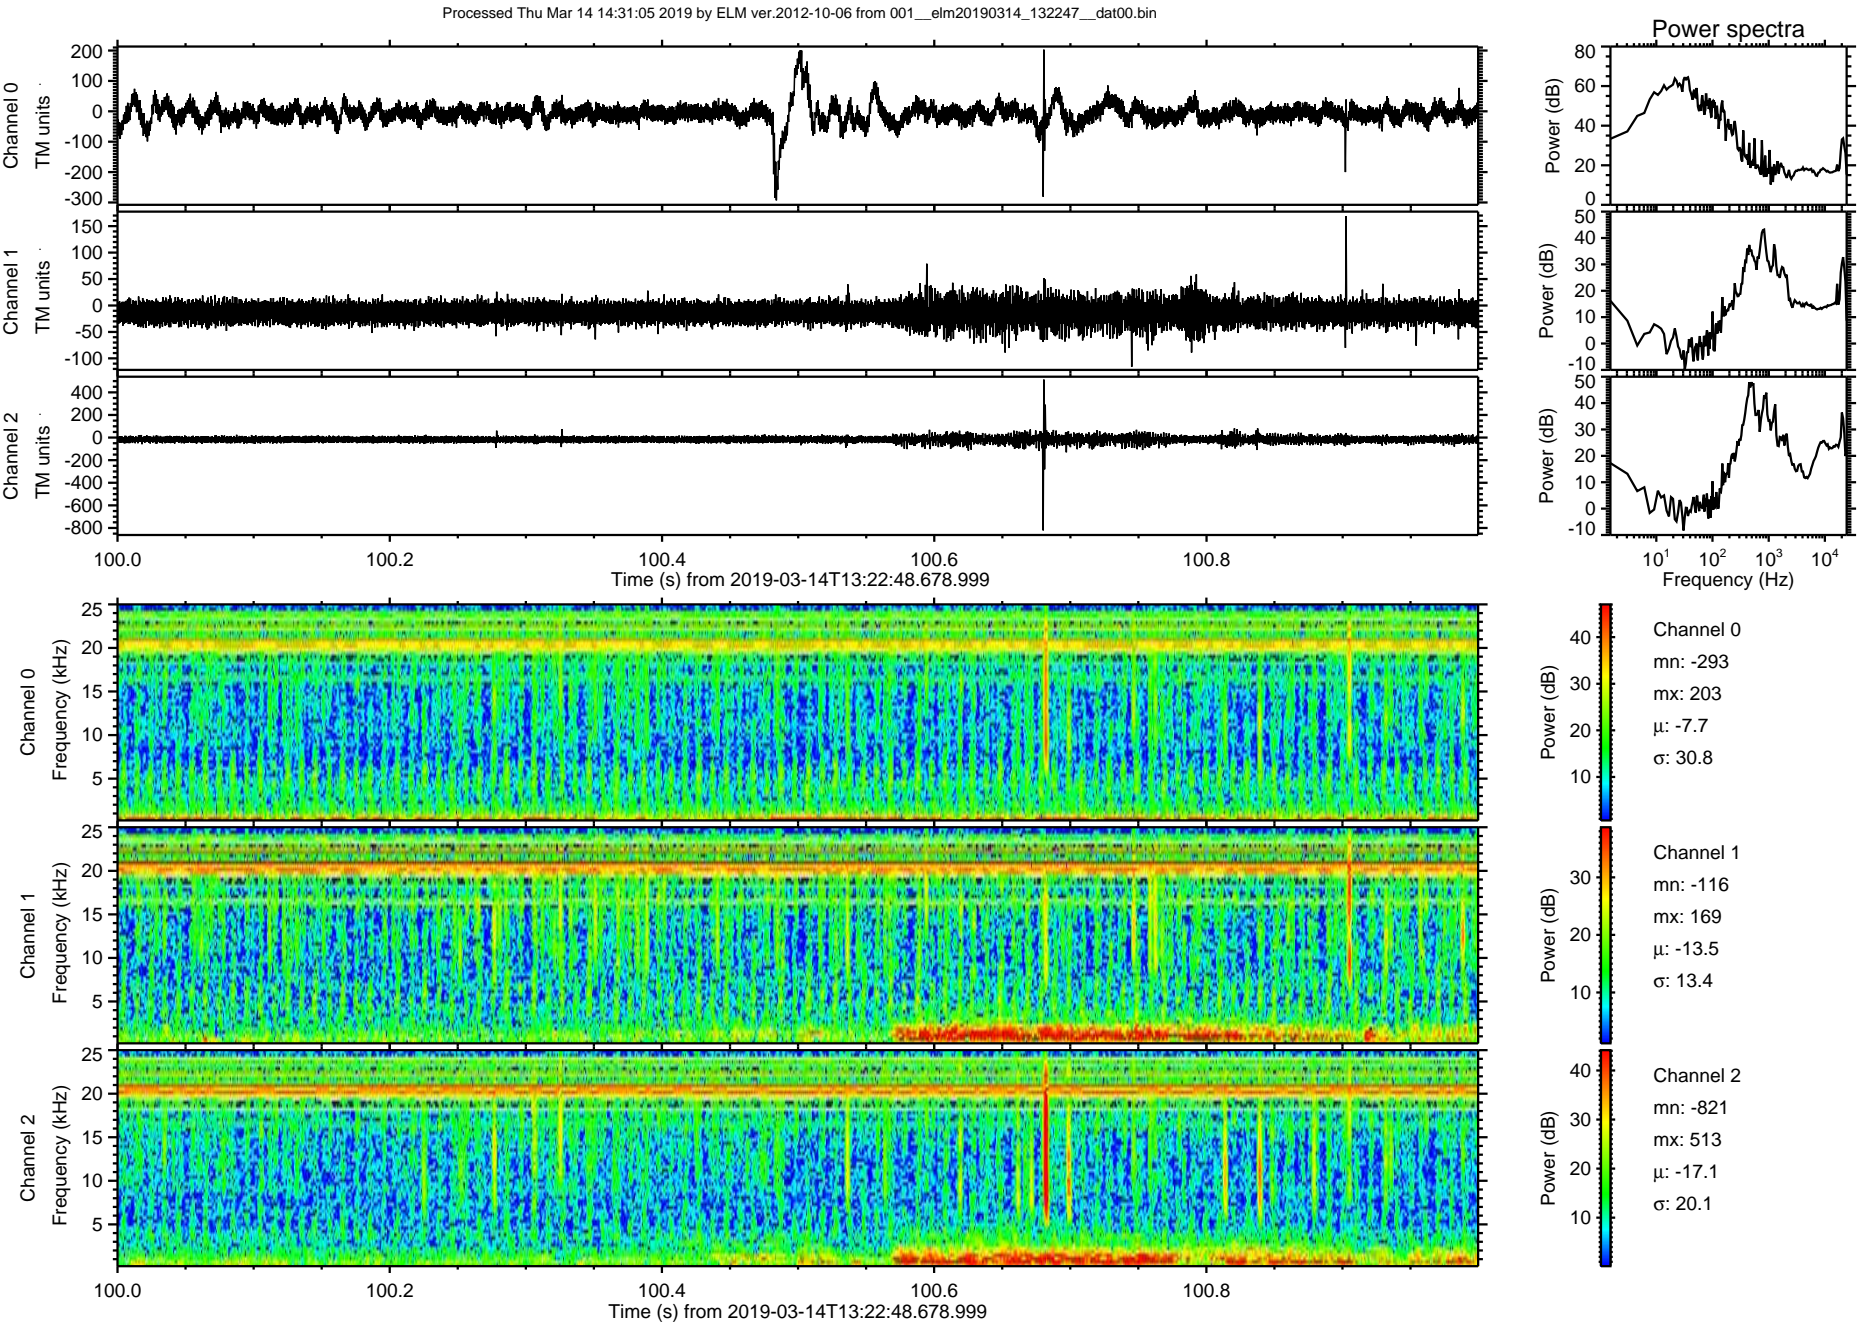 Processed Thu Mar 14 14:31:05 2019 by ELM ver.2012-10-06 from 001__elm20190314_132247__dat00.bin
Power spectra
Channel 0
TM units
200
100
0
-100
-200
-300
Power (dB)
80
60
40
20
0
Channel 1
TM units
150
100
50
0
-50
-100
Power (dB)
50
40
30
20
10
0
-10
Channel 2
TM units
400
200
0
-200
-400
-600
-800
Power (dB)
50
40
30
20
10
0
-10
100.0 100.2 100.4 100.6 100.8
Time (s) from 2019-03-14T13:22:48.678.999
10^1 10^2 10^3 10^4
Frequency (Hz)
Channel 0
Frequency (kHz)
25
20
15
10
5
Power (dB)
40
30
20
10
Channel 0
mn: -293
mx: 203
µ: -7.7
σ: 30.8
Channel 1
Frequency (kHz)
25
20
15
10
5
Power (dB)
30
20
10
Channel 1
mn: -116
mx: 169
µ: -13.5
σ: 13.4
Channel 2
Frequency (kHz)
25
20
15
10
5
Power (dB)
40
30
20
10
Channel 2
mn: -821
mx: 513
µ: -17.1
σ: 20.1
100.0 100.2 100.4 100.6 100.8
Time (s) from 2019-03-14T13:22:48.678.999